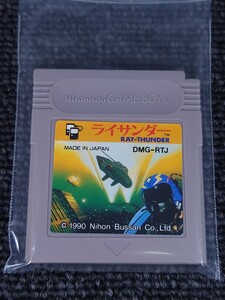 Nintendo GAME BOY
ライサンダー
RAY-THUNDER
MADE IN JAPAN
DMG-RTJ
© 1990 Nihon Bussan Co., Ltd.